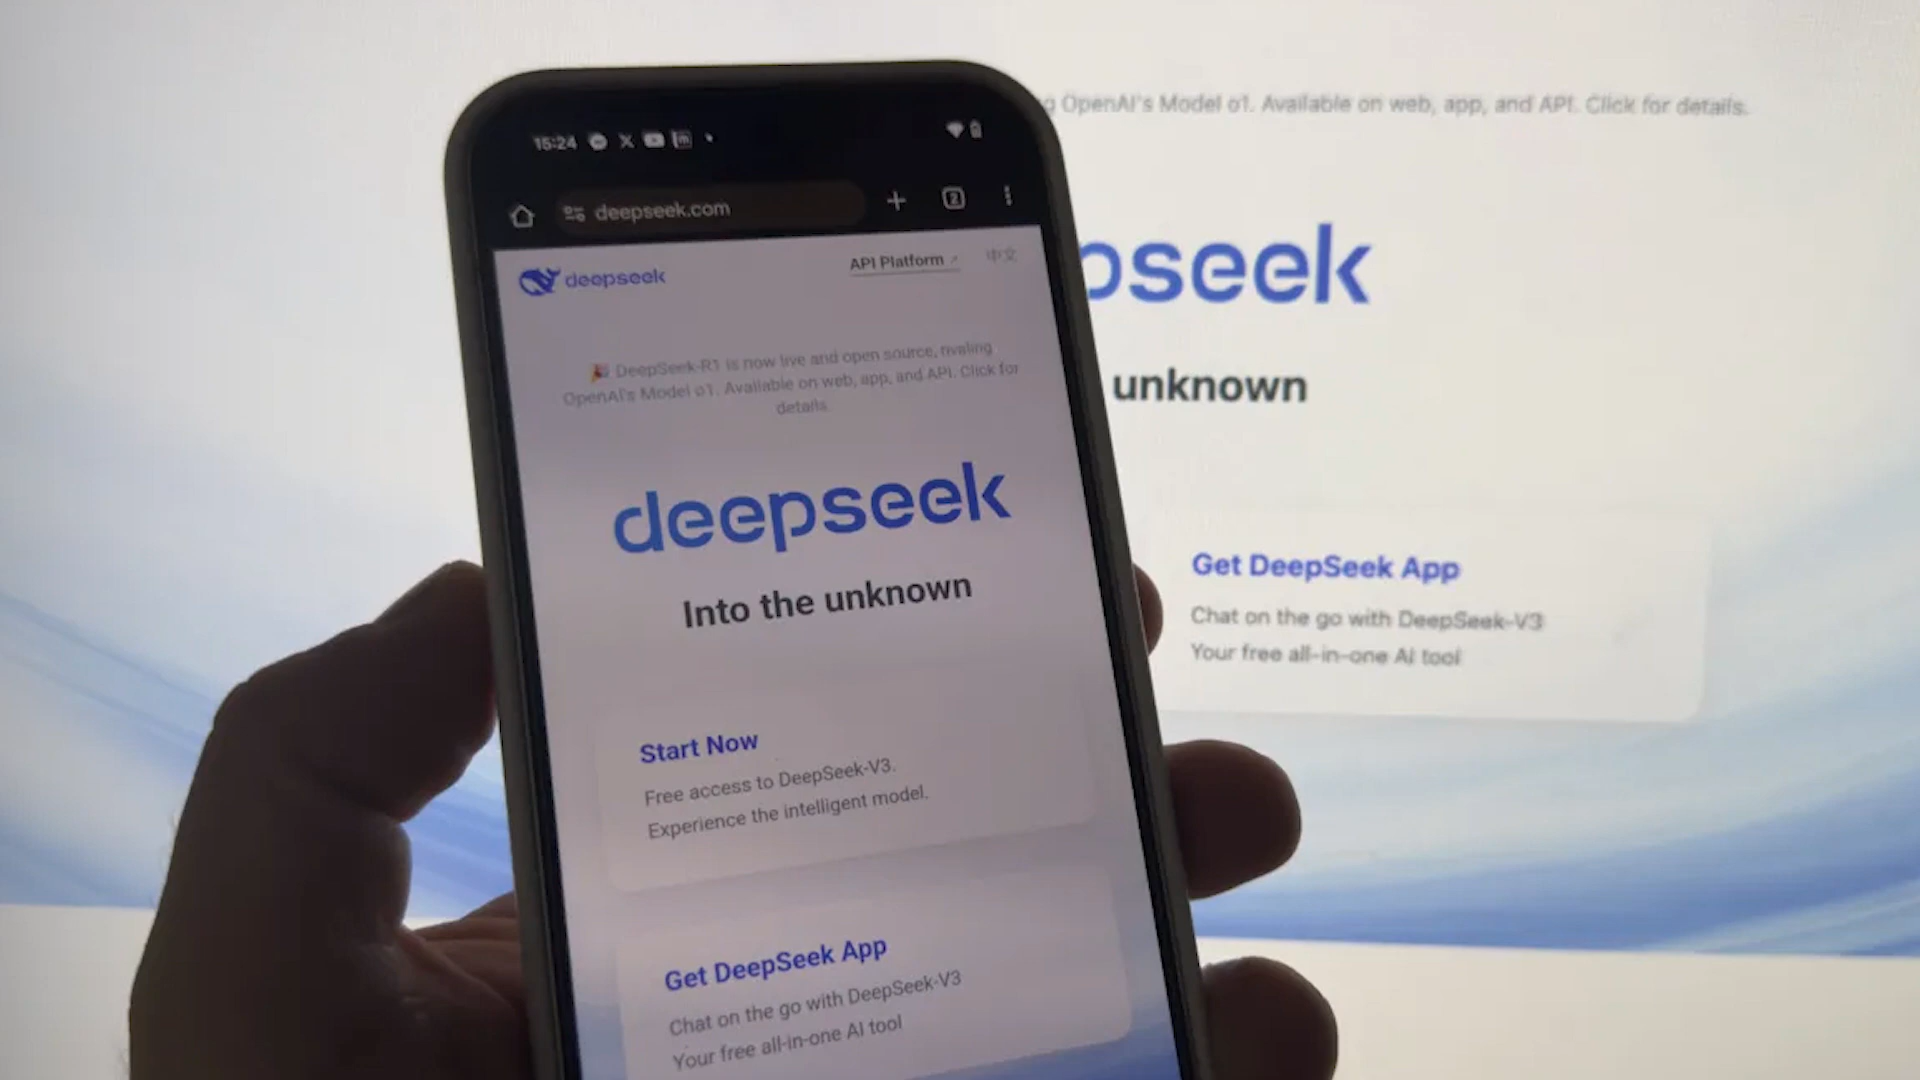 15:24
deepseek.com
2
deepseek
API Platform
中文
DeepSeek-R1 is now live and open source, rivaling
OpenAI's Model o1. Available on web, app, and API. Click for
details.
deepseek
Into the unknown
Start Now
Free access to DeepSeek-V3.
Experience the intelligent model.
Get DeepSeek App
Chat on the go with DeepSeek-V3
Your free all-in-one AI tool
g OpenAI's Model o1. Available on web, app, and API. Click for details.
pseek
unknown
Get DeepSeek App
Chat on the go with DeepSeek-V3
Your free all-in-one AI tool